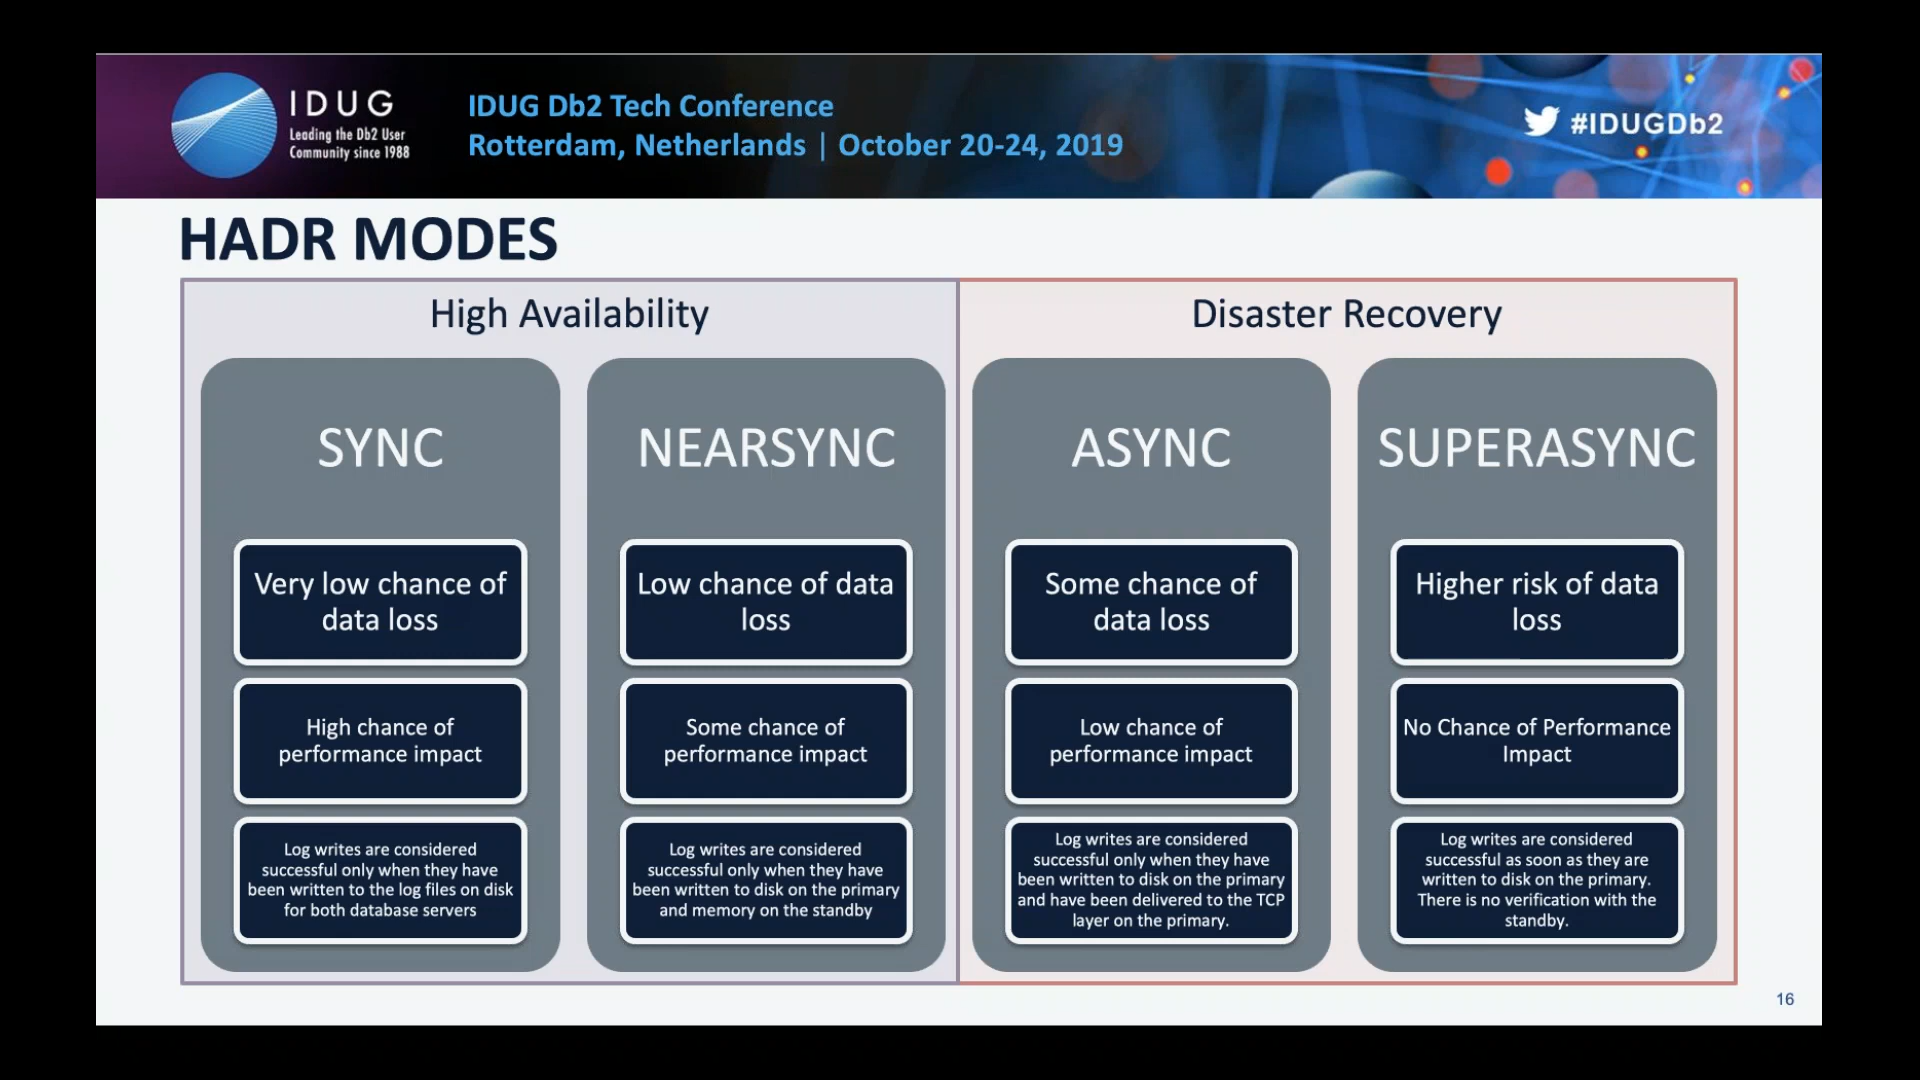 IDUG
Leading the Db2 User
Community since 1988
IDUG Db2 Tech Conference
Rotterdam, Netherlands | October 20-24, 2019
#IDUGDb2
HADR MODES
High Availability
Disaster Recovery
SYNC
Very low chance of
data loss
High chance of
performance impact
Log writes are considered
successful only when they have
been written to the log files on disk
for both database servers
NEARSYNC
Low chance of data
loss
Some chance of
performance impact
Log writes are considered
successful only when they have
been written to disk on the primary
and memory on the standby
ASYNC
Some chance of
data loss
Low chance of
performance impact
Log writes are considered
successful only when they have
been written to disk on the primary
and have been delivered to the TCP
layer on the primary.
SUPERASYNC
Higher risk of data
loss
No Chance of Performance
Impact
Log writes are considered
successful as soon as they are
written to disk on the primary.
There is no verification with the
standby.
16